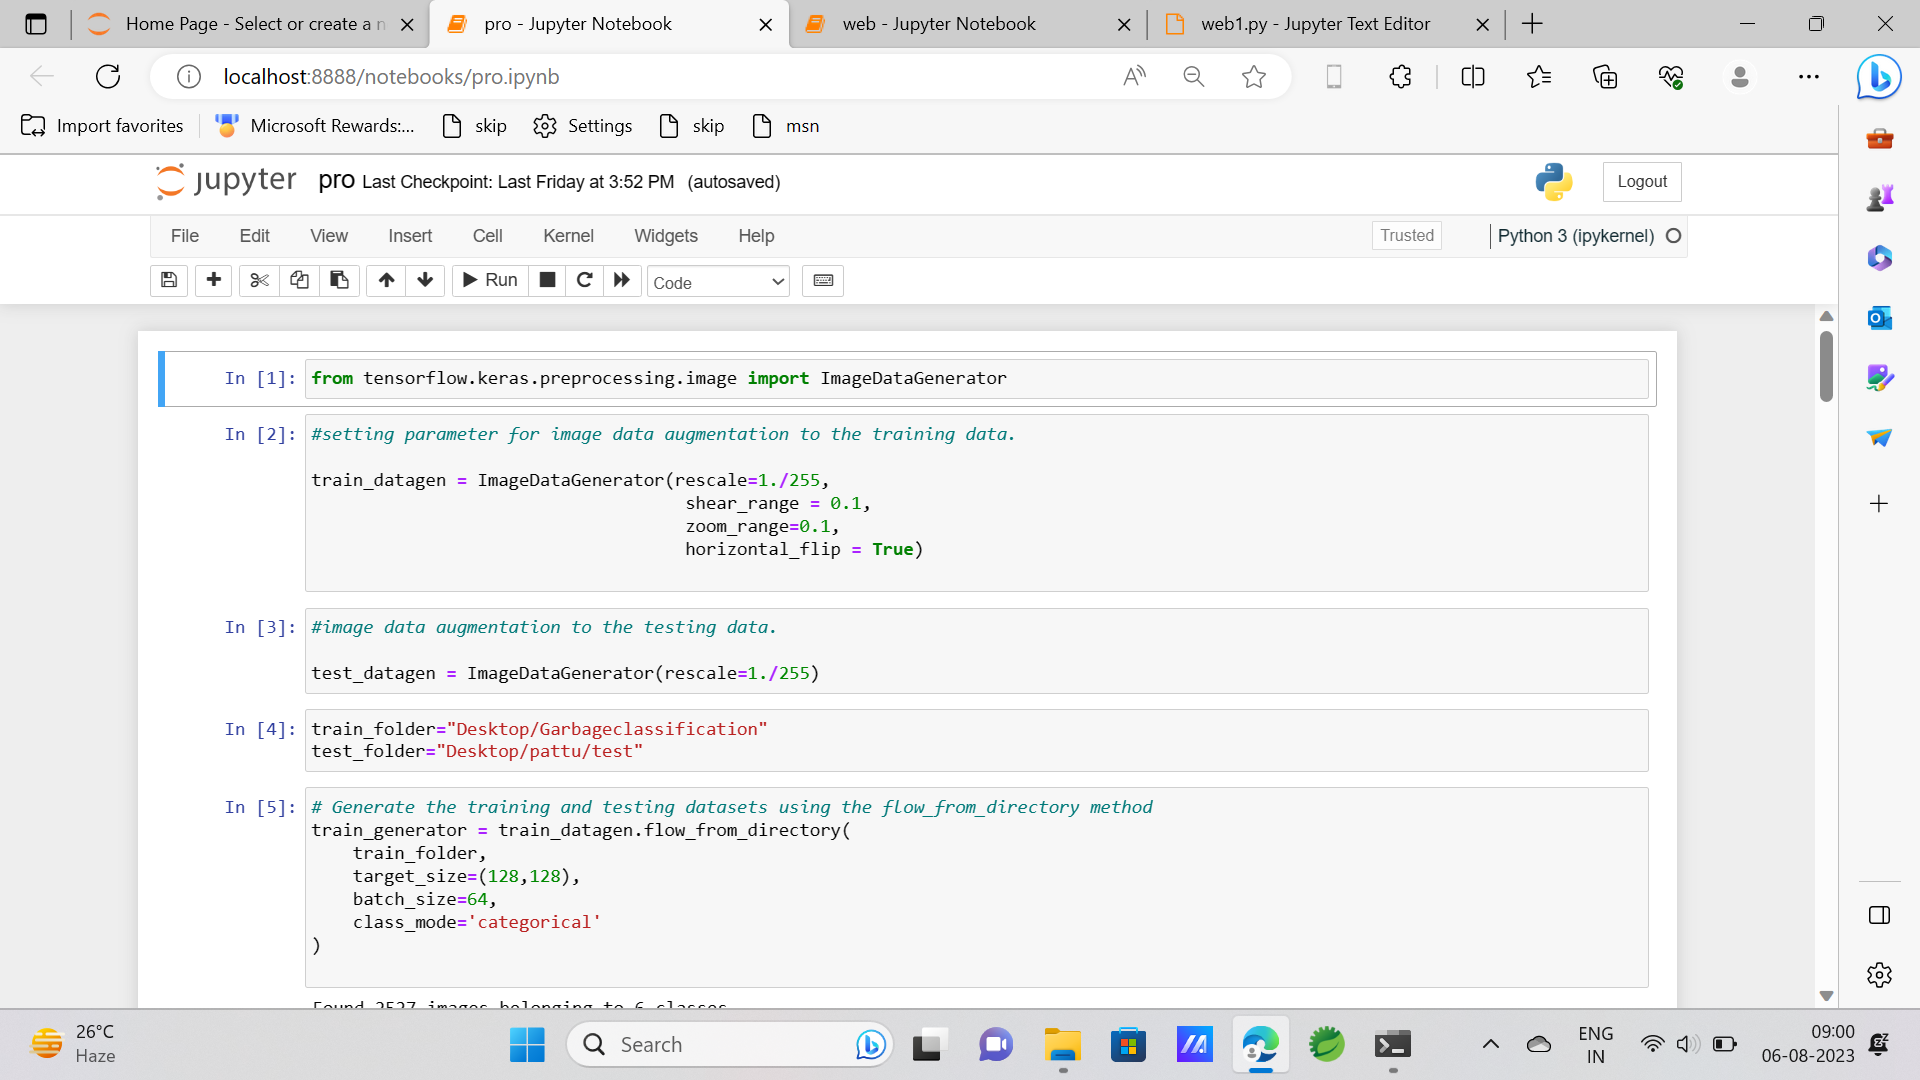 Home Page - Select or create a n
pro - Jupyter Notebook
web - Jupyter Notebook
web1.py - Jupyter Text Editor
localhost:8888/notebooks/pro.ipynb
Import favorites
Microsoft Rewards:...
skip
Settings
skip
msn
jupyter pro Last Checkpoint: Last Friday at 3:52 PM (autosaved)
Logout
File Edit View Insert Cell Kernel Widgets Help
Trusted
Python 3 (ipykernel)
Run
Code
In [1]: from tensorflow.keras.preprocessing.image import ImageDataGenerator
In [2]: #setting parameter for image data augmentation to the training data.
train_datagen = ImageDataGenerator(rescale=1./255,
shear_range = 0.1,
zoom_range=0.1,
horizontal_flip = True)
In [3]: #image data augmentation to the testing data.
test_datagen = ImageDataGenerator(rescale=1./255)
In [4]: train_folder="Desktop/Garbageclassification"
test_folder="Desktop/pattu/test"
In [5]: # Generate the training and testing datasets using the flow_from_directory method
train_generator = train_datagen.flow_from_directory(
train_folder,
target_size=(128,128),
batch_size=64,
class_mode='categorical'
)
Found 2527 images belonging to 6 classes
26°C
Haze
Search
ENG
IN
09:00
06-08-2023